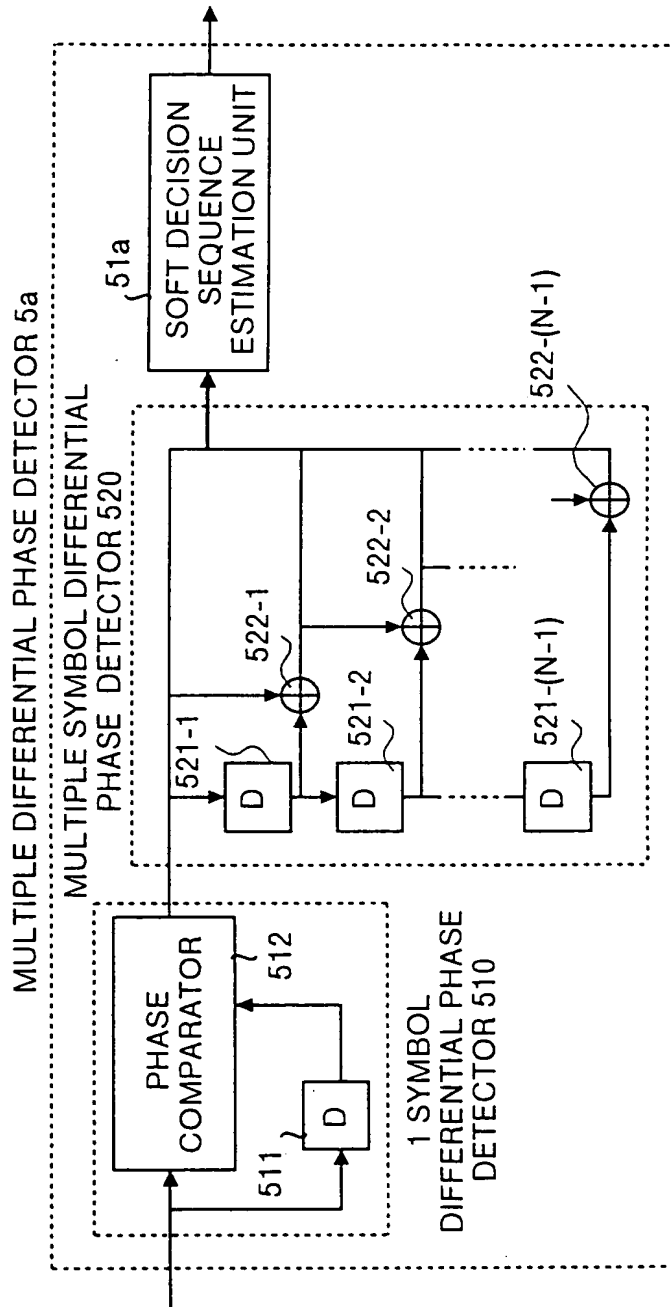 MULTIPLE DIFFERENTIAL PHASE DETECTOR 5a
MULTIPLE SYMBOL DIFFERENTIAL
PHASE DETECTOR 520
PHASE
COMPARATOR
512
D
511
1 SYMBOL
DIFFERENTIAL PHASE
DETECTOR 510
521-1
D
522-1
521-2
D
522-2
521-(N-1)
D
522-(N-1)
51a
SOFT DECISION
SEQUENCE
ESTIMATION UNIT